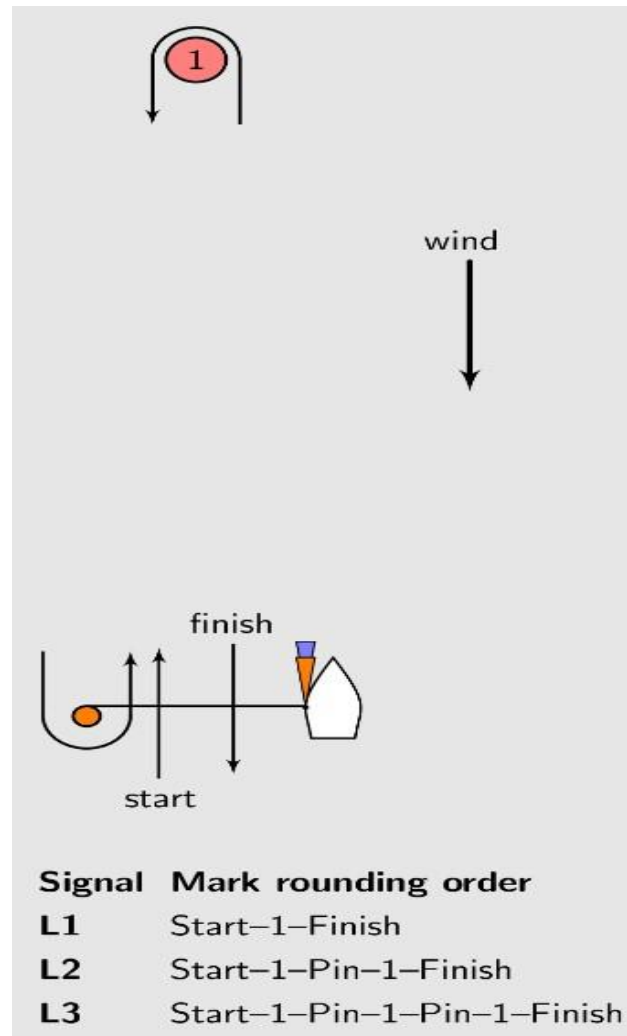 1
wind
finish
start
Signal Mark rounding order
L1 Start–1–Finish
L2 Start–1–Pin–1–Finish
L3 Start–1–Pin–1–Pin–1–Finish